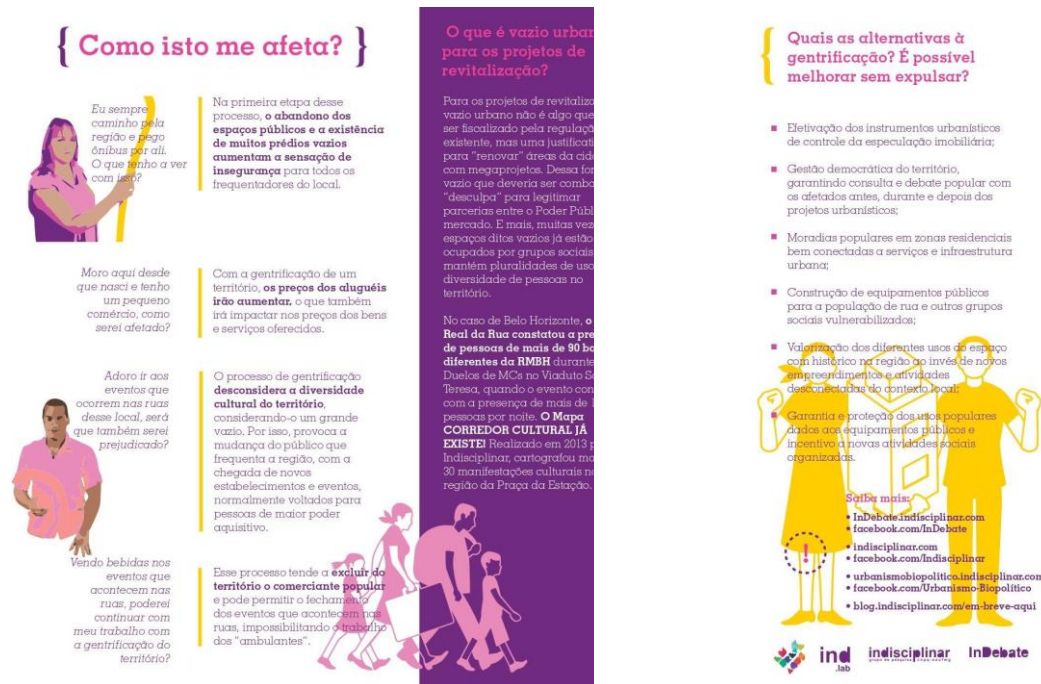 { Como isto me afeta? }
Eu sempre
caminho pela
região e pego
ônibus por ali.
O que tenho a ver
com isso?
Na primeira etapa desse
processo, o abandono dos
espaços públicos e a existência
de muitos prédios vazios
aumentam a sensação de
insegurança para todos os
frequentadores do local.
Moro aqui desde
que nasci e tenho
um pequeno
comércio, como
serei afetado?
Com a gentrificação de um
território, os preços dos aluguéis
irão aumentar, o que também
irá impactar nos preços dos bens
e serviços oferecidos.
Adoro ir aos
eventos que
ocorrem nas ruas
desse local, será
que também serei
prejudicado?
O processo de gentrificação
desconsidera a diversidade
cultural do território,
considerando-o um grande
vazio. Por isso, provoca a
mudança do público que
frequenta a região, com a
chegada de novos
estabelecimentos e eventos,
normalmente voltados para
pessoas de maior poder
aquisitivo.
Vendo bebidas nos
eventos que
acontecem nas
ruas, poderei
continuar com
meu trabalho com
a gentrificação do
território?
Esse processo tende a excluir do
território o comerciante popular
e pode permitir o fechamento
dos eventos que acontecem nas
ruas, impossibilitando o trabalho
dos "ambulantes".
O que é vazio
para os projetos de
revitalização?
Para os projetos de
vazio urbano não é algo que
ser fiscalizado pela
existente, mas uma
para "renovar" áreas da
com megaprojetos. Dessa
vazio que deveria ser
"desculpa" para legitimar
parcerias entre o Poder
mercado. E mais, muitas
espaços ditos vazios já estão
ocupados por grupos sociais
mantém pluralidades de
diversidade de pessoas no
território.
No caso de Belo Horizonte, o
Real da Rua constatou a
de pessoas de mais de 90
diferentes da RMBH durante
Duelos de MCs no Viaduto
Teresa, quando o evento
com a presença de mais de
pessoas por noite. O Mapa
CORREDOR CULTURAL JÁ
EXISTE! Realizado em 2013
Indisciplinar, cartografou
30 manifestações culturais
região da Praça da Estação.
{ Quais as alternativas à
gentrificação? É possível
melhorar sem expulsar?
Efetivação dos instrumentos urbanísticos
de controle da especulação imobiliária;
Gestão democrática do território,
garantindo consulta e debate popular com
os afetados antes, durante e depois dos
projetos urbanísticos;
Moradias populares em zonas residenciais
bem conectadas a serviços e infraestrutura
urbana;
Construção de equipamentos públicos
para a população de rua e outros grupos
sociais vulnerabilizados;
Valorização dos diferentes usos do espaço
com histórico na região ao invés de novos
empreendimentos e atividades
desconectadas do contexto local;
Garantia e proteção dos usos populares
dados aos equipamentos públicos e
incentivo a novas atividades sociais
organizadas.
!
Saiba mais:
• InDebate.indisciplinar.com
• facebook.com/InDebate
• indisciplinar.com
• facebook.com/Indisciplinar
• urbanismobiopolitico.indisciplinar.com
• facebook.com/Urbanismo-Biopolítico
• blog.indisciplinar.com/em-breve-aqui
ind
.lab
indisciplinar
InDebate